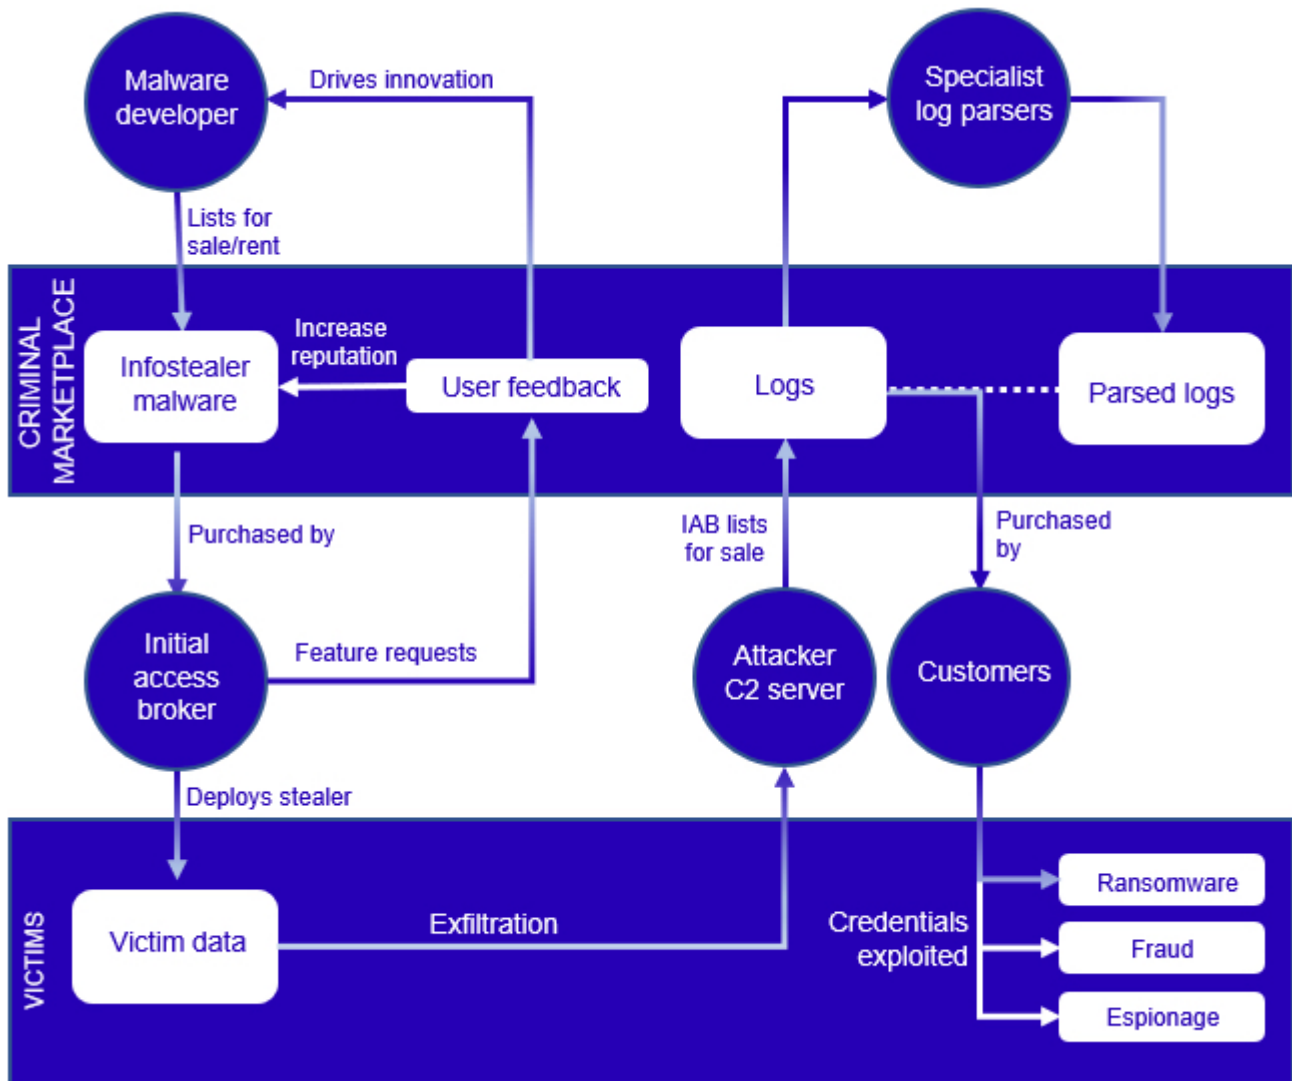 Malware
developer
Drives innovation
Specialist
log parsers
Lists for
sale/rent
CRIMINAL
MARKETPLACE
Infostealer
malware
Increase
reputation
User feedback
Logs
Parsed logs
Purchased by
IAB lists
for sale
Purchased
by
Initial
access
broker
Feature requests
Attacker
C2 server
Customers
Deploys stealer
VICTIMS
Victim data
Exfiltration
Credentials
exploited
Ransomware
Fraud
Espionage